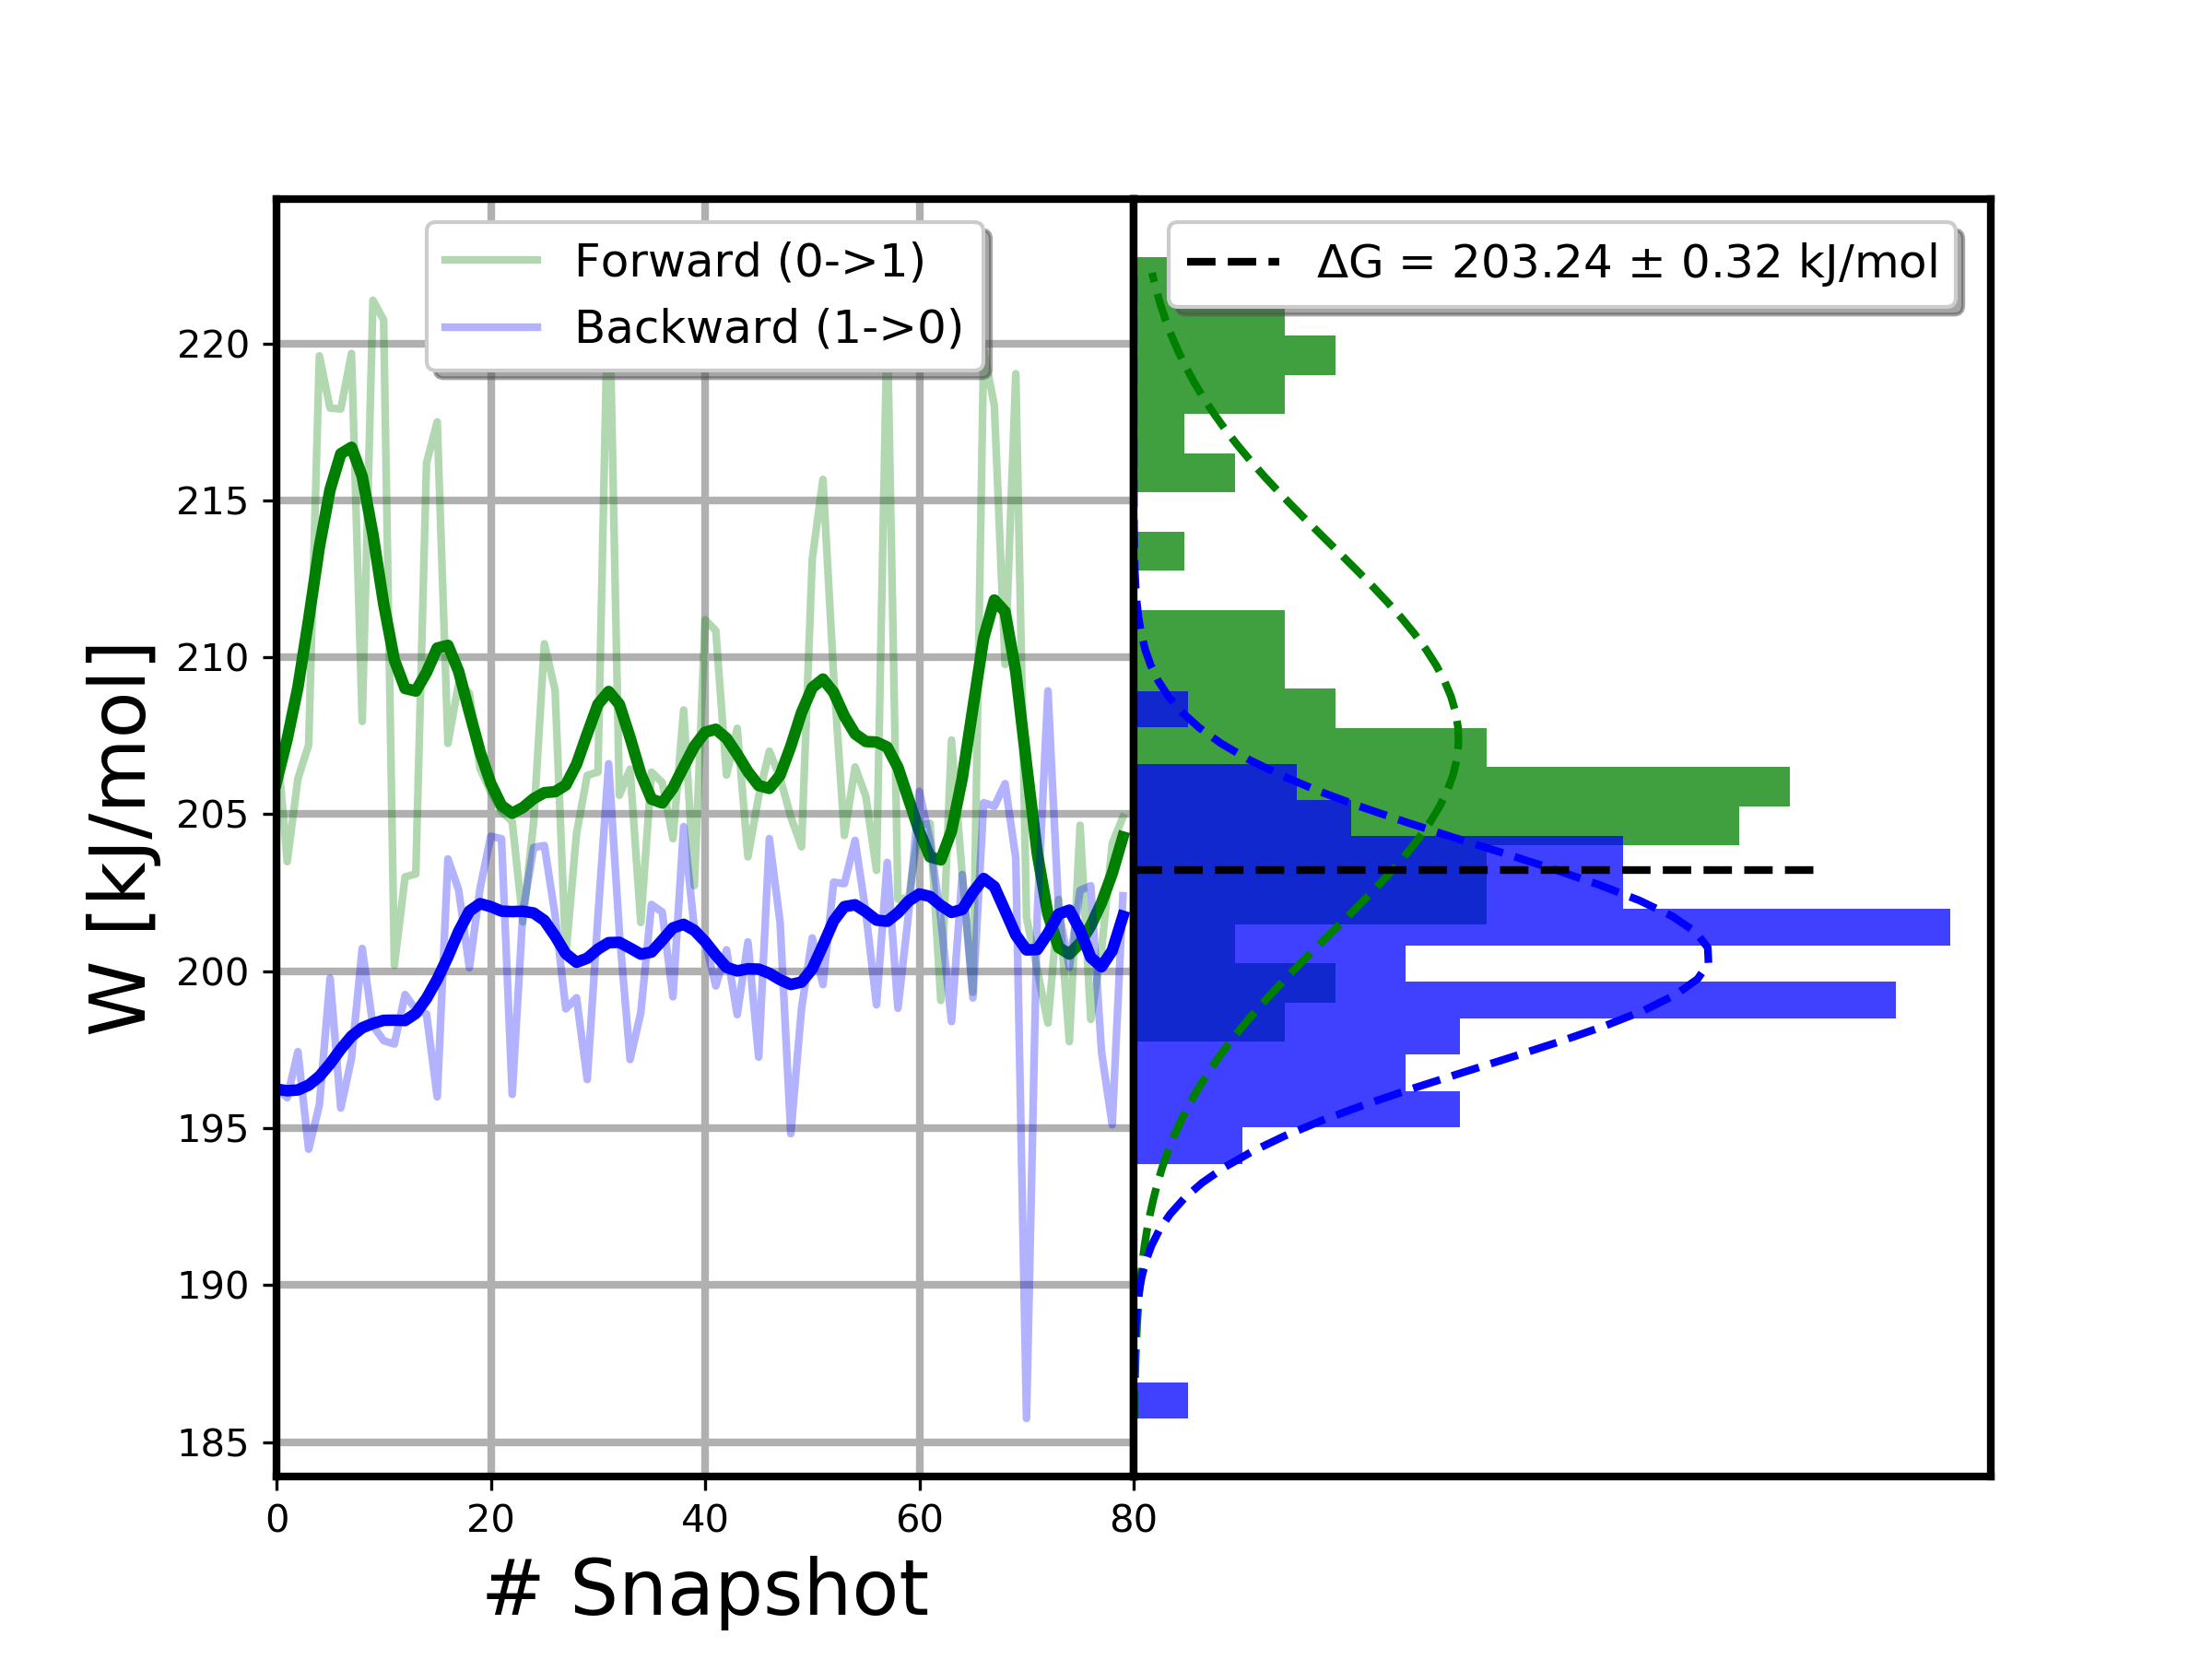 Forward (0->1)
Backward (1->0)
ΔG = 203.24 ± 0.32 kJ/mol
W [kJ/mol]
220
215
210
205
200
195
190
185
0 20 40 60 80
# Snapshot